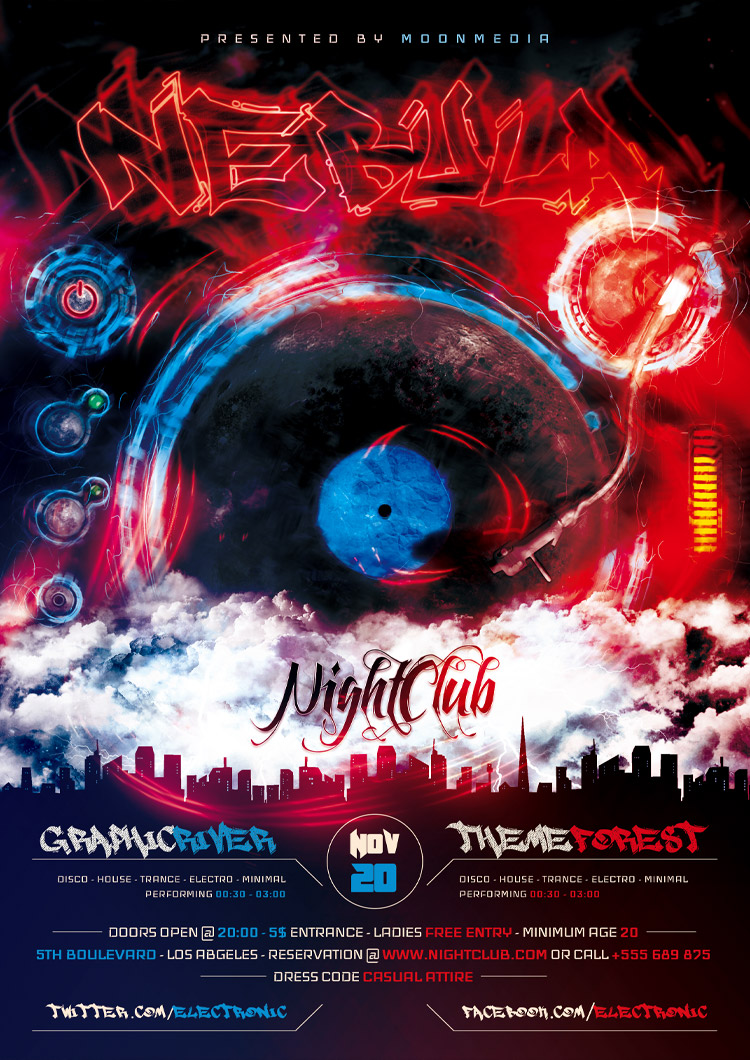 PRESENTED BY MOONMEDIA
NEBULA
NightClub
GRAPHICRIVER
DISCO - HOUSE - TRANCE - ELECTRO - MINIMAL
PERFORMING 00:30 - 03:00
NOV
20
THEMEFOREST
DISCO - HOUSE - TRANCE - ELECTRO - MINIMAL
PERFORMING 00:30 - 03:00
DOORS OPEN @ 20:00 - 5$ ENTRANCE - LADIES FREE ENTRY - MINIMUM AGE 20
5TH BOULEVARD - LOS ABGELES - RESERVATION @ WWW.NIGHTCLUB.COM OR CALL +555 689 875
DRESS CODE CASUAL ATTIRE
TWITTER.COM/ELECTRONIC
FACEBOOK.COM/ELECTRONIC